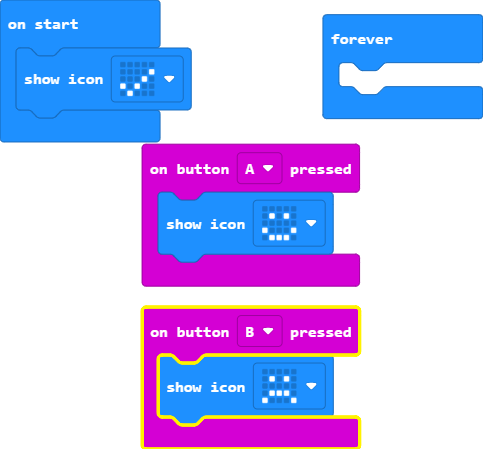 on start
show icon
forever
on button A pressed
show icon
on button B pressed
show icon